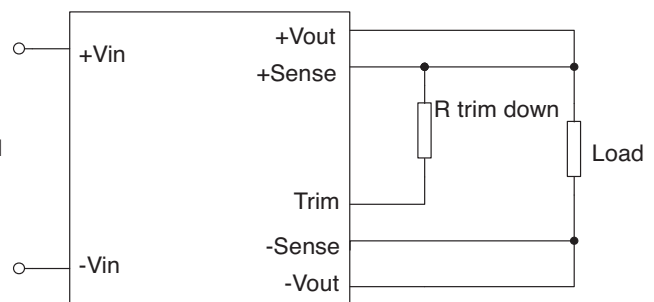 +Vout
+Vin
+Sense
R trim down
Load
Trim
-Sense
-Vin
-Vout